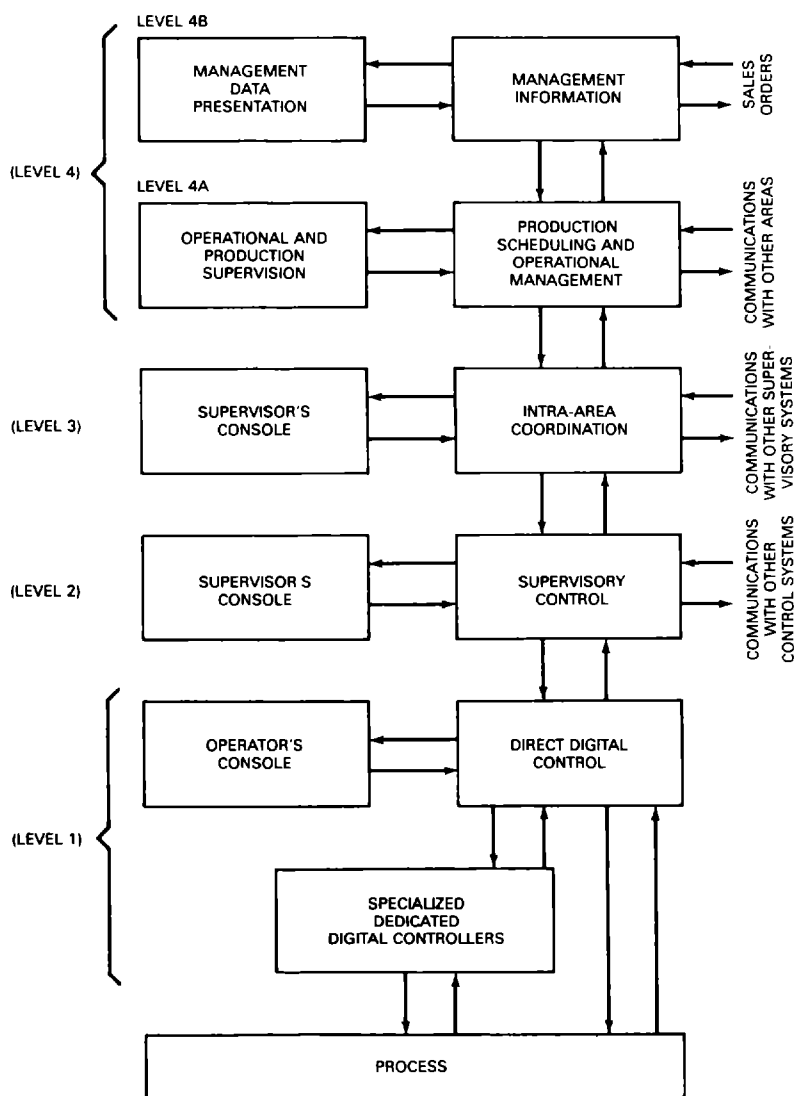 LEVEL 4B
MANAGEMENT
DATA
PRESENTATION
MANAGEMENT
INFORMATION
SALES
ORDERS
(LEVEL 4)
LEVEL 4A
OPERATIONAL AND
PRODUCTION
SUPERVISION
PRODUCTION
SCHEDULING AND
OPERATIONAL
MANAGEMENT
COMMUNICATIONS
WITH OTHER AREAS
(LEVEL 3)
SUPERVISOR'S
CONSOLE
INTRA-AREA
COORDINATION
COMMUNICATIONS
WITH OTHER SUPER-
VISORY SYSTEMS
(LEVEL 2)
SUPERVISOR S
CONSOLE
SUPERVISORY
CONTROL
COMMUNICATIONS
WITH OTHER
CONTROL SYSTEMS
OPERATOR'S
CONSOLE
DIRECT DIGITAL
CONTROL
(LEVEL 1)
SPECIALIZED
DEDICATED
DIGITAL CONTROLLERS
PROCESS